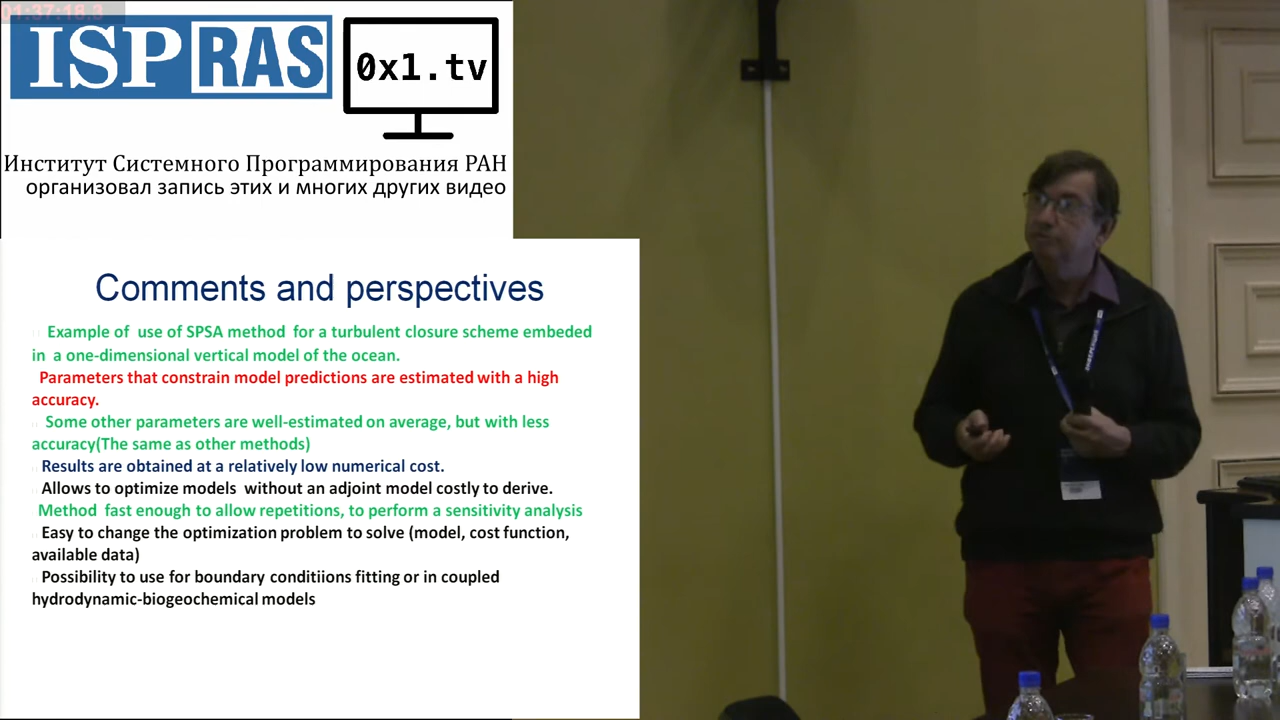 01:37:18.3
ISP RAS
0x1.tv
Институт Системного Программирования РАН
организовал запись этих и многих других видео
Comments and perspectives
Example of use of SPSA method for a turbulent closure scheme embeded
in a one-dimensional vertical model of the ocean.
Parameters that constrain model predictions are estimated with a high
accuracy.
Some other parameters are well-estimated on average, but with less
accuracy(The same as other methods)
Results are obtained at a relatively low numerical cost.
Allows to optimize models without an adjoint model costly to derive.
Method fast enough to allow repetitions, to perform a sensitivity analysis
Easy to change the optimization problem to solve (model, cost function,
available data)
Possibility to use for boundary conditiions fitting or in coupled
hydrodynamic-biogeochemical models